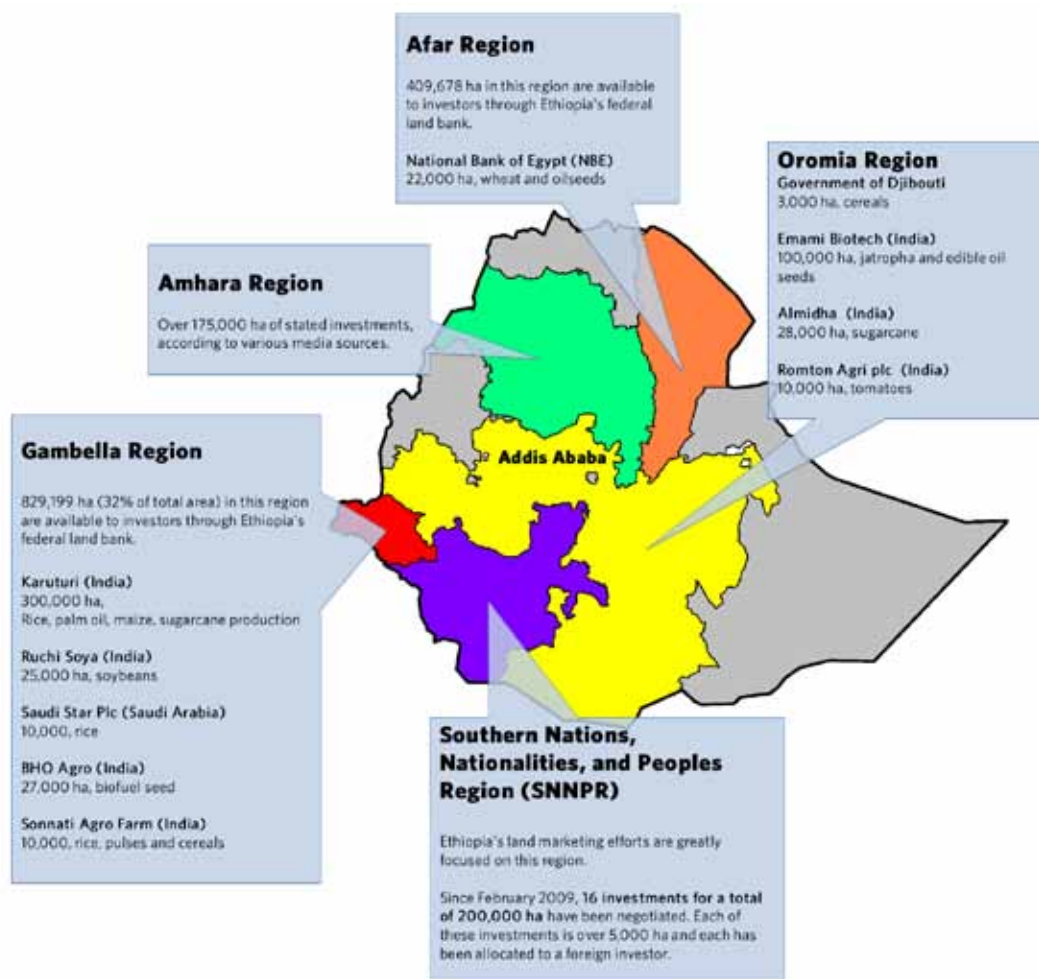 Afar Region
409,678 ha in this region are available
to investors through Ethiopia's federal
land bank.
National Bank of Egypt (NBE)
22,000 ha, wheat and oilseeds
Oromia Region
Government of Djibouti
3,000 ha, cereals
Emami Biotech (India)
100,000 ha, jatropha and edible oil
seeds
Almidha (India)
28,000 ha, sugarcane
Romton Agri plc (India)
10,000 ha, tomatoes
Amhara Region
Over 175,000 ha of stated investments,
according to various media sources.
Addis Ababa
Gambella Region
829,199 ha (32% of total area) in this region
are available to investors through Ethiopia's
federal land bank.
Karuturi (India)
300,000 ha,
Rice, palm oil, maize, sugarcane production
Ruchi Soya (India)
25,000 ha, soybeans
Saudi Star Plc (Saudi Arabia)
10,000, rice
BHO Agro (India)
27,000 ha, biofuel seed
Sonnati Agro Farm (India)
10,000, rice, pulses and cereals
Southern Nations,
Nationalities, and Peoples
Region (SNNPR)
Ethiopia's land marketing efforts are greatly
focused on this region.
Since February 2009, 16 investments for a total
of 200,000 ha have been negotiated. Each of
these investments is over 5,000 ha and each has
been allocated to a foreign investor.